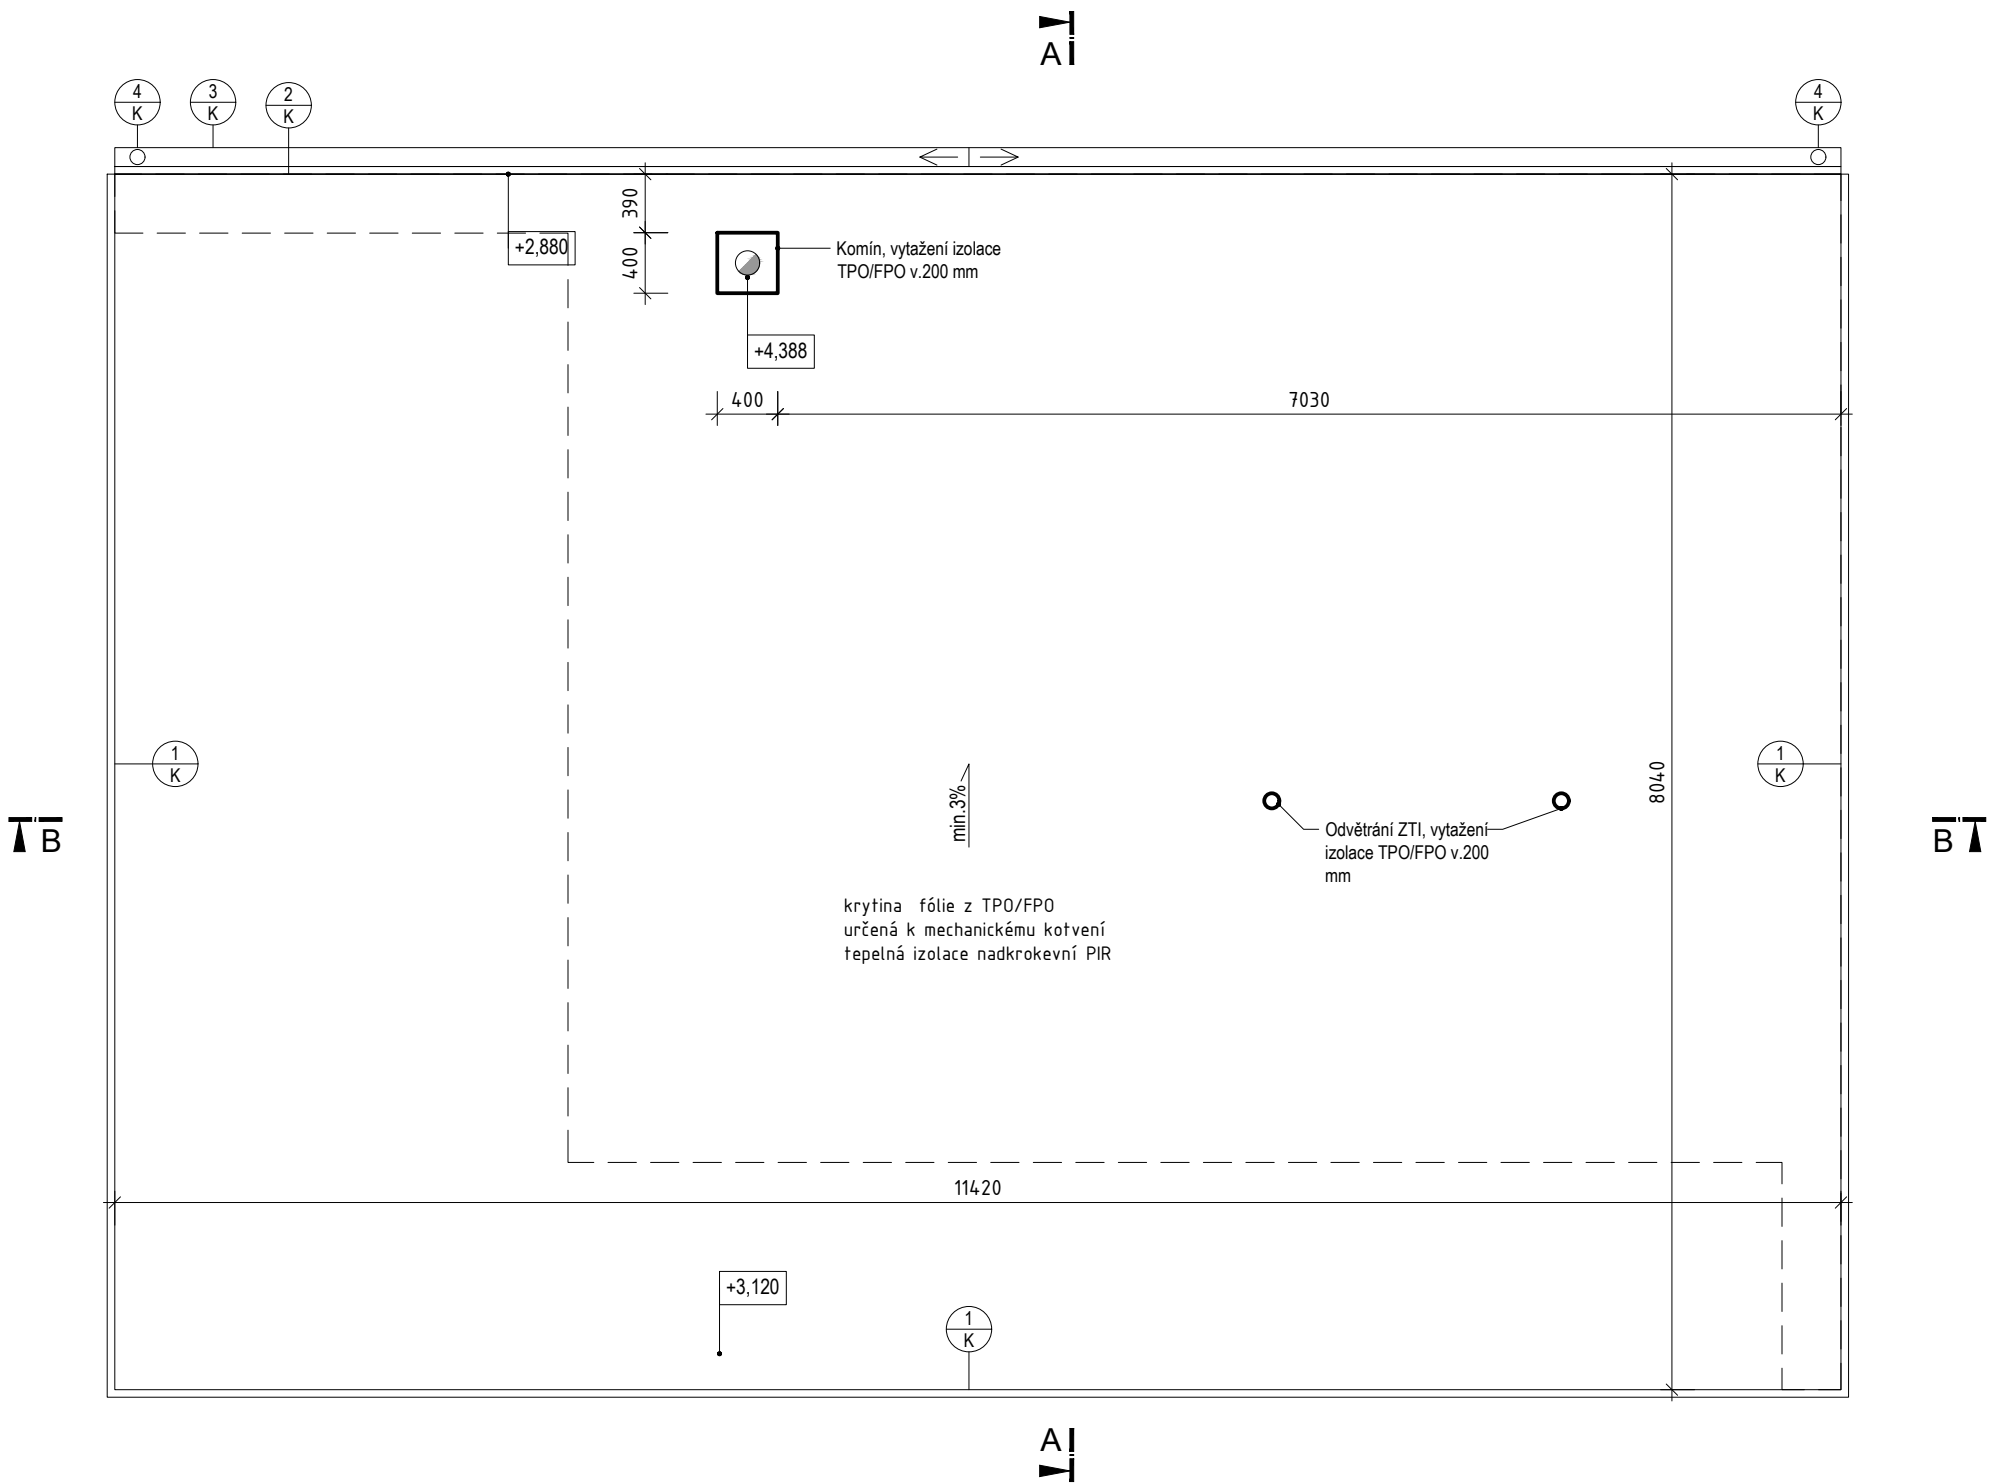 A
4
K
3
K
2
K
4
K
390
400
+2,880
Komín, vytažení izolace
TPO/FPO v.200 mm
+4,388
400
7030
1
K
1
K
8040
min.3%
B
B
Odvětrání ZTI, vytažení
izolace TPO/FPO v.200
mm
krytina fólie z TPO/FPO
určená k mechanickému kotvení
tepelná izolace nadkrokevní PIR
11420
+3,120
1
K
A